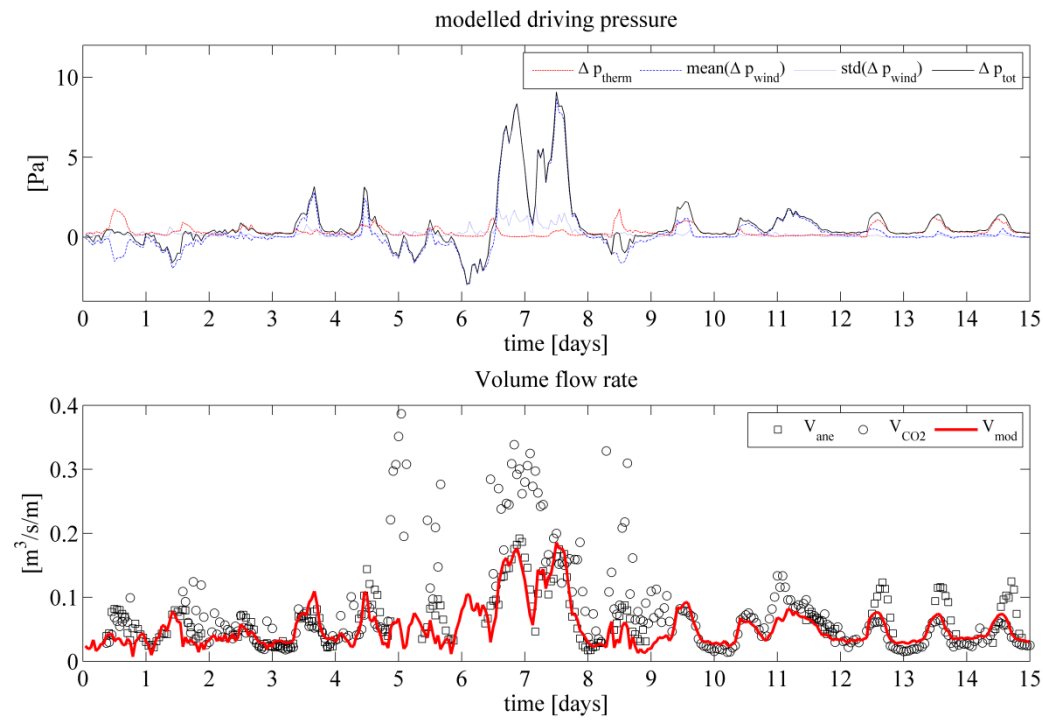 modelled driving pressure
Δ p_therm mean(Δ p_wind) std(Δ p_wind) Δ p_tot
10
5
0
[Pa]
0 1 2 3 4 5 6 7 8 9 10 11 12 13 14 15
time [days]
Volume flow rate
V_ane V_CO2 V_mod
0.4
0.3
0.2
0.1
0
[m³/s/m]
0 1 2 3 4 5 6 7 8 9 10 11 12 13 14 15
time [days]